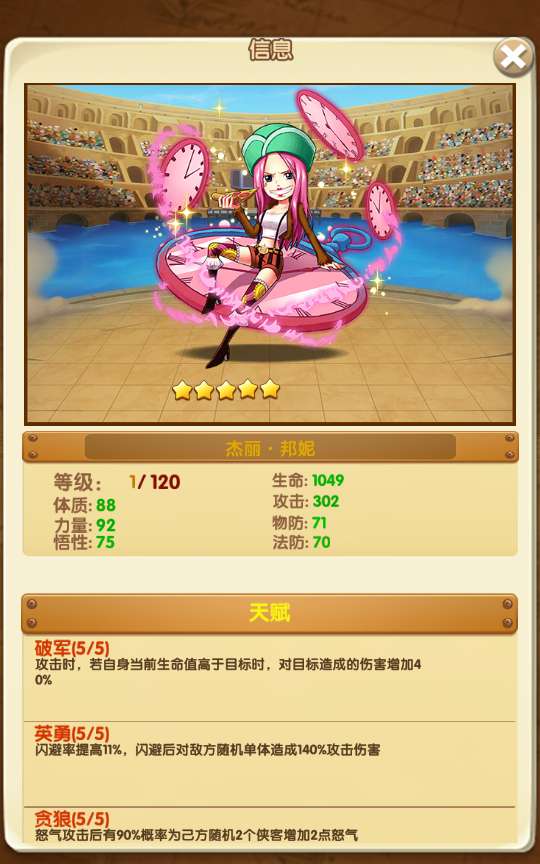 信息
杰丽·邦妮
等级: 1/120
生命: 1049
体质: 88
攻击: 302
力量: 92
物防: 71
悟性: 75
法防: 70
天赋
破军(5/5)
攻击时，若自身当前生命值高于目标时，对目标造成的伤害增加4
0%
英勇(5/5)
闪避率提高11%，闪避后对敌方随机单体造成140%攻击伤害
贪狼(5/5)
怒气攻击后有90%概率为己方随机2个侠客增加2点怒气